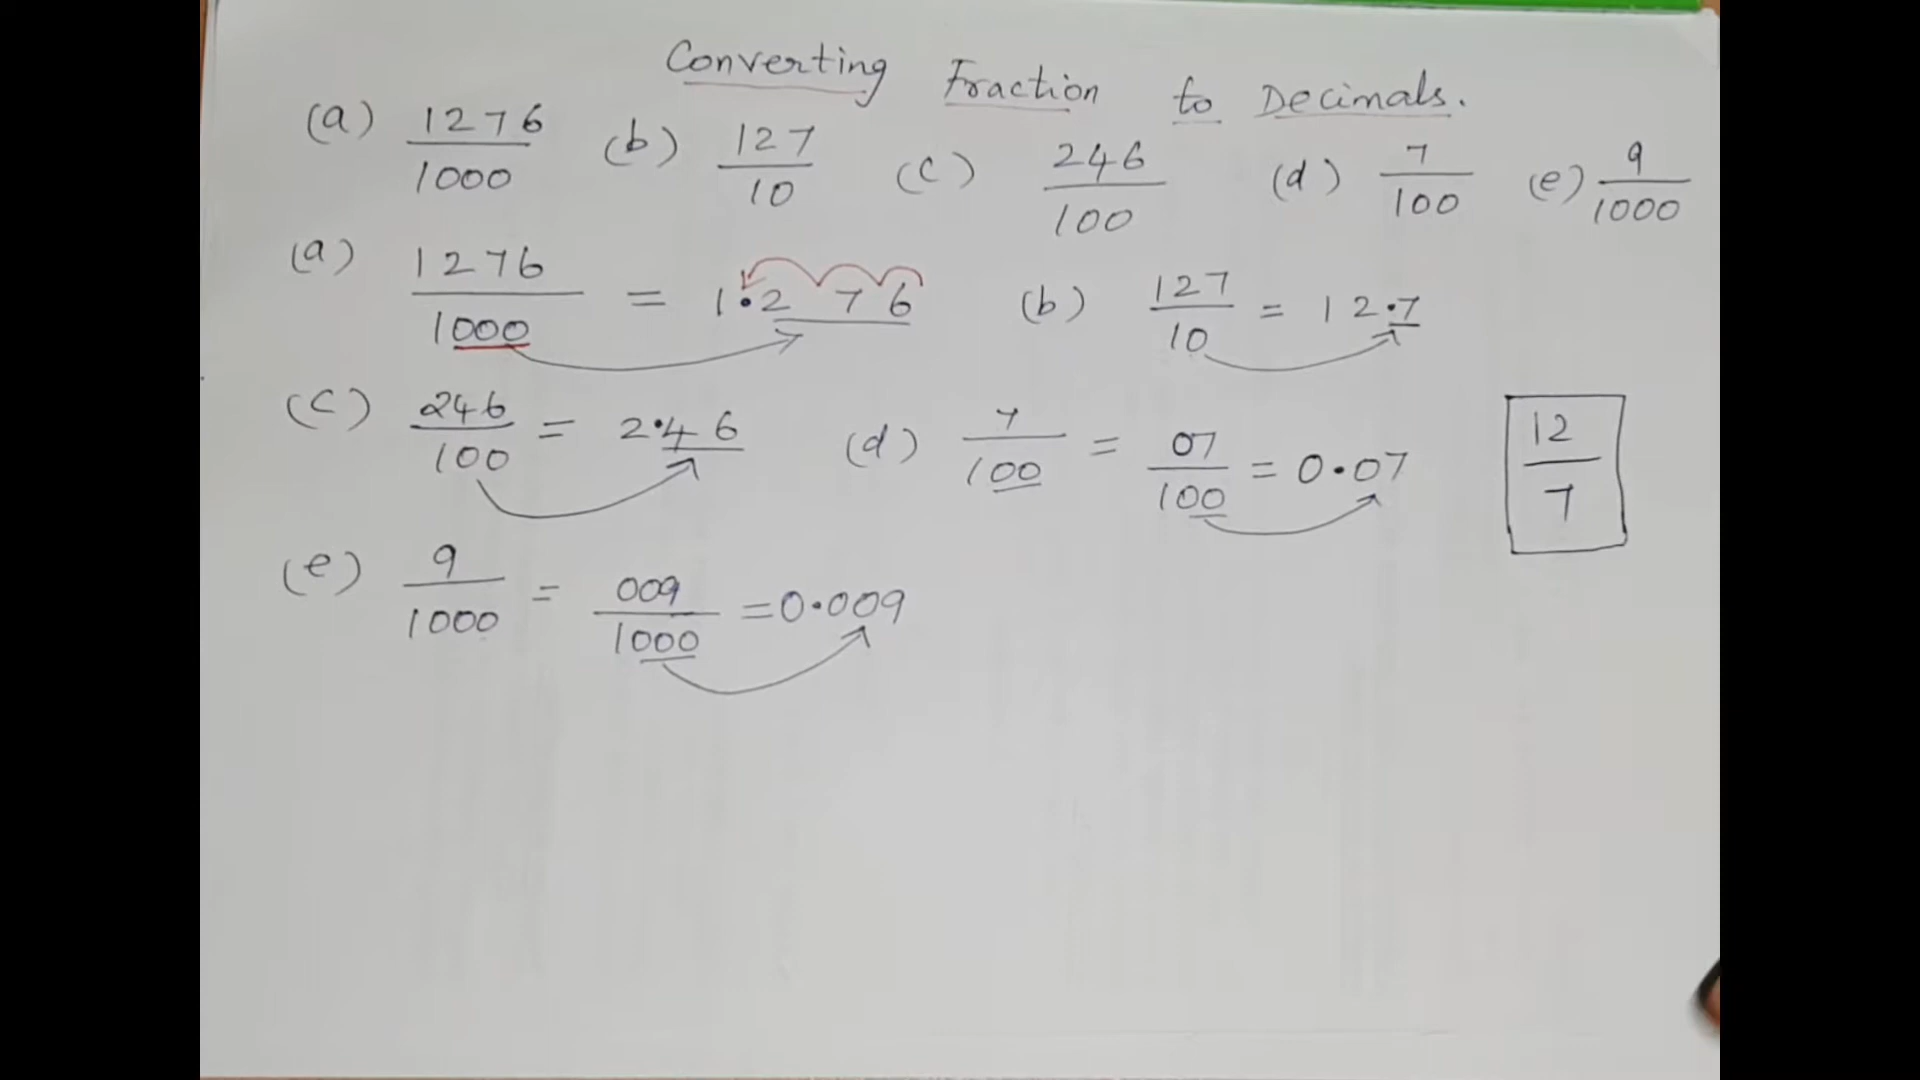 Converting Fraction to Decimals.
(a) 1276/1000 (b) 127/10 (c) 246/100 (d) 7/100 (e) 9/1000
(a) 1276/1000 = 1.276 (b) 127/10 = 12.7
(c) 246/100 = 2.46 (d) 7/100 = 07/100 = 0.07 12/7
(e) 9/1000 = 009/1000 = 0.009